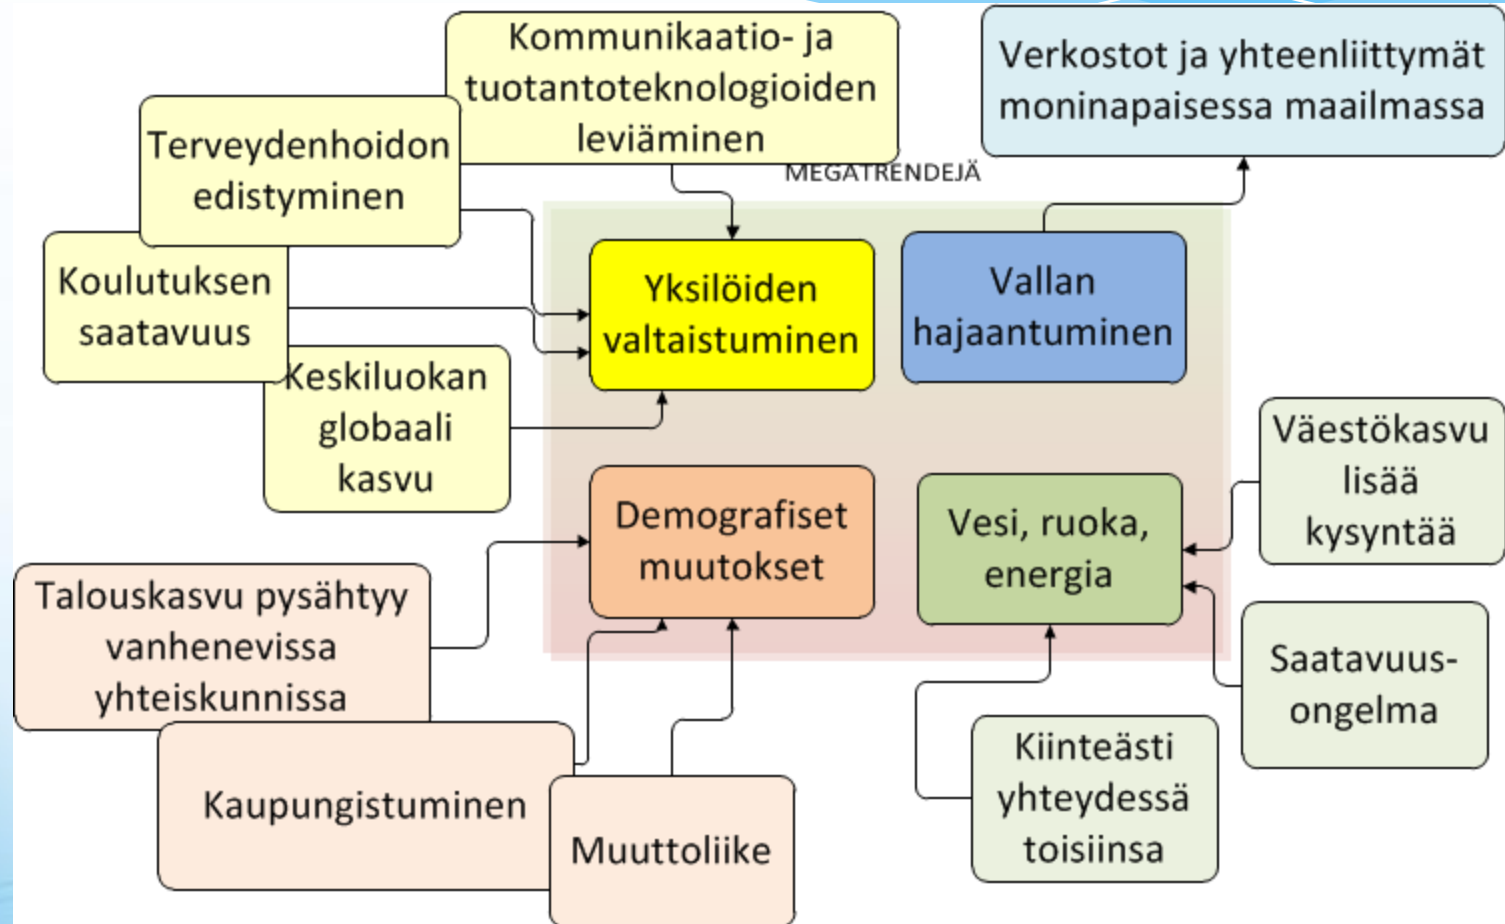 Kommunikaatio- ja
tuotantoteknologioiden
leviäminen
Verkostot ja yhteenliittymät
moninapaisessa maailmassa
Terveydenhoidon
edistyminen
MEGATRENDEJÄ
Koulutuksen
saatavuus
Yksilöiden
valtaistuminen
Vallan
hajaantuminen
Keskiluokan
globaali
kasvu
Väestökasvu
lisää
kysyntää
Demografiset
muutokset
Vesi, ruoka,
energia
Talouskasvu pysähtyy
vanhenevissa
yhteiskunnissa
Saatavuus-
ongelma
Kaupungistuminen
Muuttoliike
Kiinteästi
yhteydessä
toisiinsa